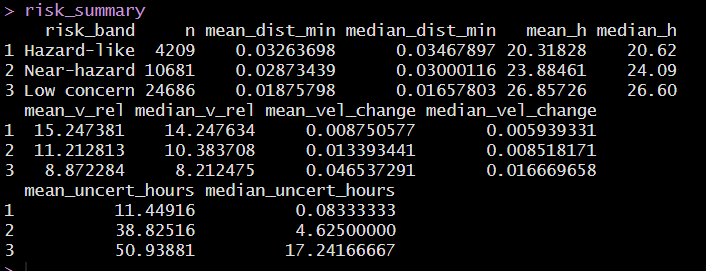 > risk_summary
    risk_band     n mean_dist_min median_dist_min   mean_h median_h
1 Hazard-like  4209    0.03263698      0.03467897 20.31828    20.62
2 Near-hazard 10681    0.02873439      0.03000116 23.88461    24.09
3 Low concern 24686    0.01875798      0.01657803 26.85726    26.60
  mean_v_rel median_v_rel mean_vel_change median_vel_change
1  15.247381    14.247634     0.008750577       0.005939331
2  11.212813    10.383708     0.013393441       0.008518171
3   8.872284     8.212475     0.046537291       0.016669658
  mean_uncert_hours median_uncert_hours
1          11.44916          0.08333333
2          38.82516          4.62500000
3          50.93881         17.24166667
>